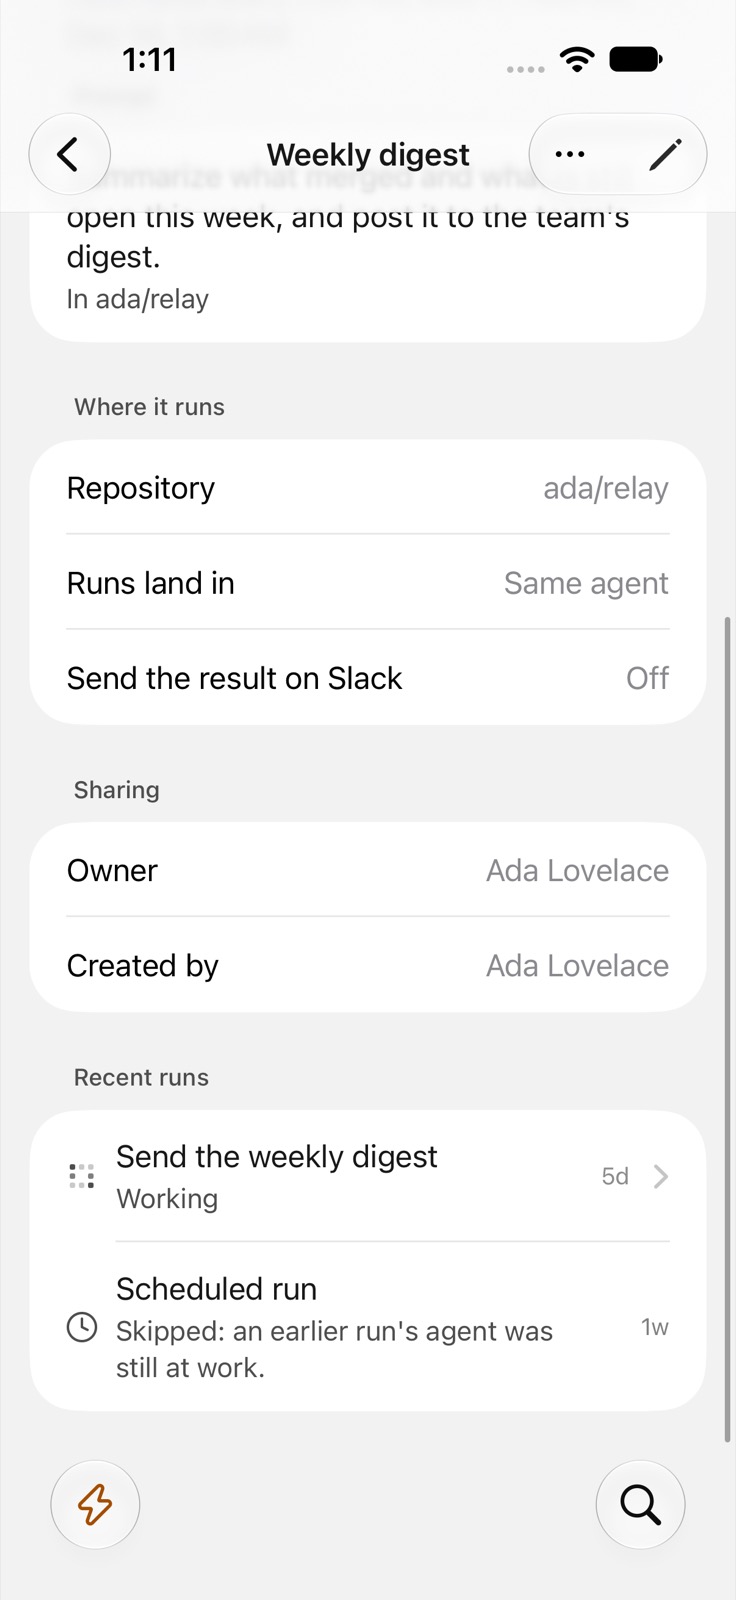 1:11
Weekly digest
open this week, and post it to the team's
digest.
In ada/relay
Where it runs
Repository
ada/relay
Runs land in
Same agent
Send the result on Slack
Off
Sharing
Owner
Ada Lovelace
Created by
Ada Lovelace
Recent runs
Send the weekly digest
5d
Working
Scheduled run
Skipped: an earlier run's agent was
1w
still at work.